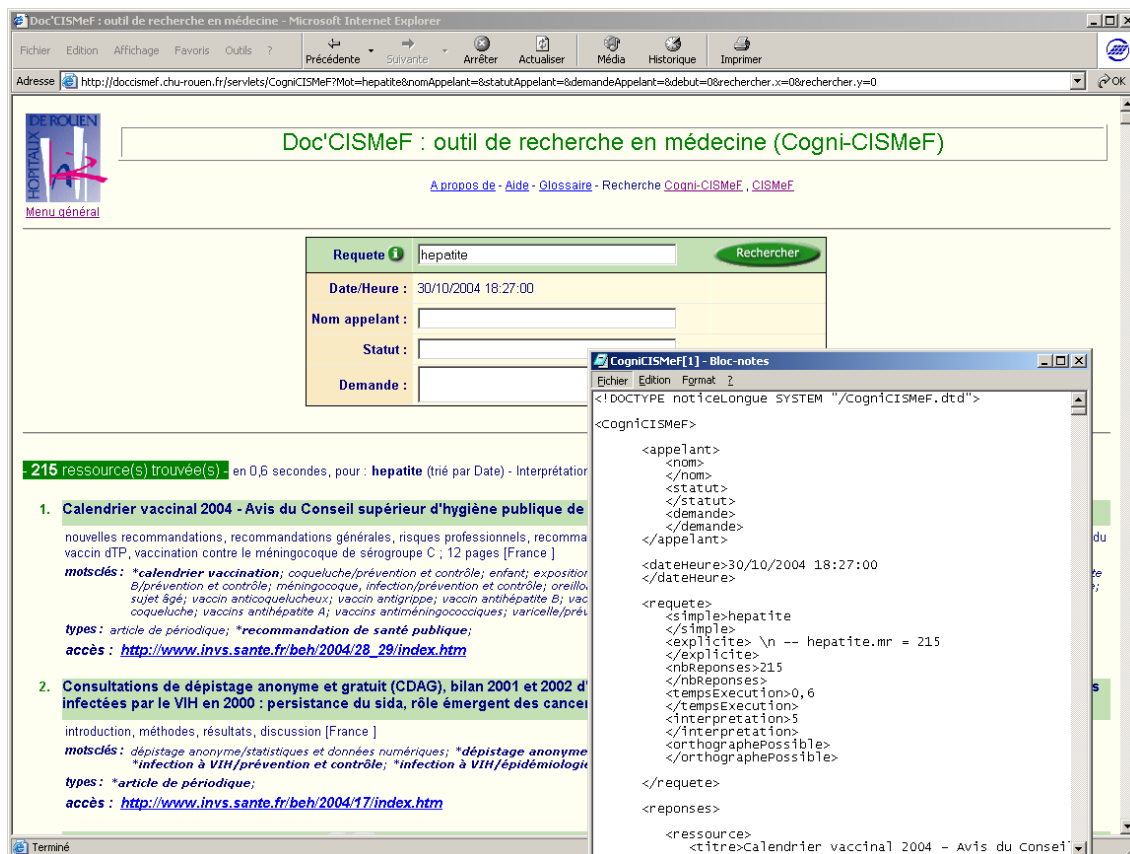 Doc'CISMeF : outil de recherche en médecine - Microsoft Internet Explorer
Fichier Edition Affichage Favoris Outils ?
Précédente Suivante Arrêter Actualiser Média Historique Imprimer
Adresse http://doccismef.chu-rouen.fr/servlets/CogniCISMeF?Mot=hepatite&nomAppelant=&statutAppelant=&demandeAppelant=&debut=0&rechercher.x=0&rechercher.y=0 OK
HOPITAUX DE ROUEN
Doc'CISMeF : outil de recherche en médecine (Cogni-CISMeF)
A propos de - Aide - Glossaire - Recherche Cogni-CISMeF , CISMeF
Menu général
Requete hepatite Rechercher
Date/Heure : 30/10/2004 18:27:00
Nom appelant :
Statut :
Demande :
- 215 ressource(s) trouvée(s) - en 0,6 secondes, pour : hepatite (trié par Date) - Interprétation
1. Calendrier vaccinal 2004 - Avis du Conseil supérieur d'hygiène publique de
nouvelles recommandations, recommandations générales, risques professionnels, recomma du
vaccin dTP, vaccination contre le méningocoque de sérogroupe C ; 12 pages [France ]
motsclés : *calendrier vaccination; coqueluche/prévention et contrôle; enfant; exposition te
B/prévention et contrôle; méningocoque, infection/prévention et contrôle; oreillo ;
sujet âgé; vaccin anticoquelucheux; vaccin antigrippe; vaccin antihépatite B; vac
coqueluche; vaccins antihépatite A; vaccins antiméningococciques; varicelle/prév
types : article de périodique; *recommandation de santé publique;
accès : http://www.invs.sante.fr/beh/2004/28_29/index.htm
2. Consultations de dépistage anonyme et gratuit (CDAG), bilan 2001 et 2002 d' s
infectées par le VIH en 2000 : persistance du sida, rôle émergent des cancer
introduction, méthodes, résultats, discussion [France ]
motsclés : dépistage anonyme/statistiques et données numériques; *dépistage anonyme
*infection à VIH/prévention et contrôle; *infection à VIH/épidémiologie
types : *article de périodique;
accès : http://www.invs.sante.fr/beh/2004/17/index.htm
Terminé
CogniCISMeF[1] - Bloc-notes
Fichier Edition Format ?
<!DOCTYPE noticeLongue SYSTEM "/CogniCISMeF.dtd">
<CogniCISMeF>
<appelant>
<nom>
</nom>
<statut>
</statut>
<demande>
</demande>
</appelant>
<dateHeure>30/10/2004 18:27:00
</dateHeure>
<requete>
<simple>hepatite
</simple>
<explicite> \n -- hepatite.mr = 215
</explicite>
<nbReponses>215
</nbReponses>
<tempsExecution>0,6
</tempsExecution>
<interpretation>5
</interpretation>
<orthographePossible>
</orthographePossible>
</requete>
<reponses>
<ressource>
<titre>Calendrier vaccinal 2004 - Avis du Conseil